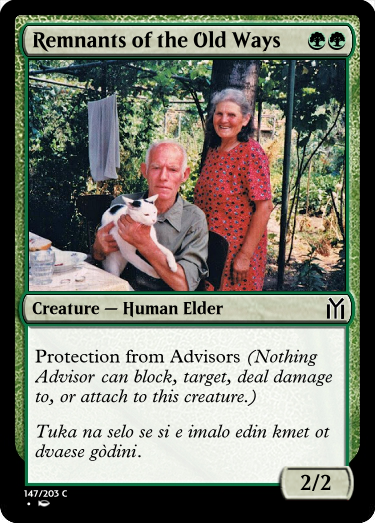 Remnants of the Old Ways
Creature — Human Elder
Protection from Advisors (Nothing
Advisor can block, target, deal damage
to, or attach to this creature.)
Tuka na selo se si e imalo edin kmet ot
dvaese gòdini.
2/2
147/203 C